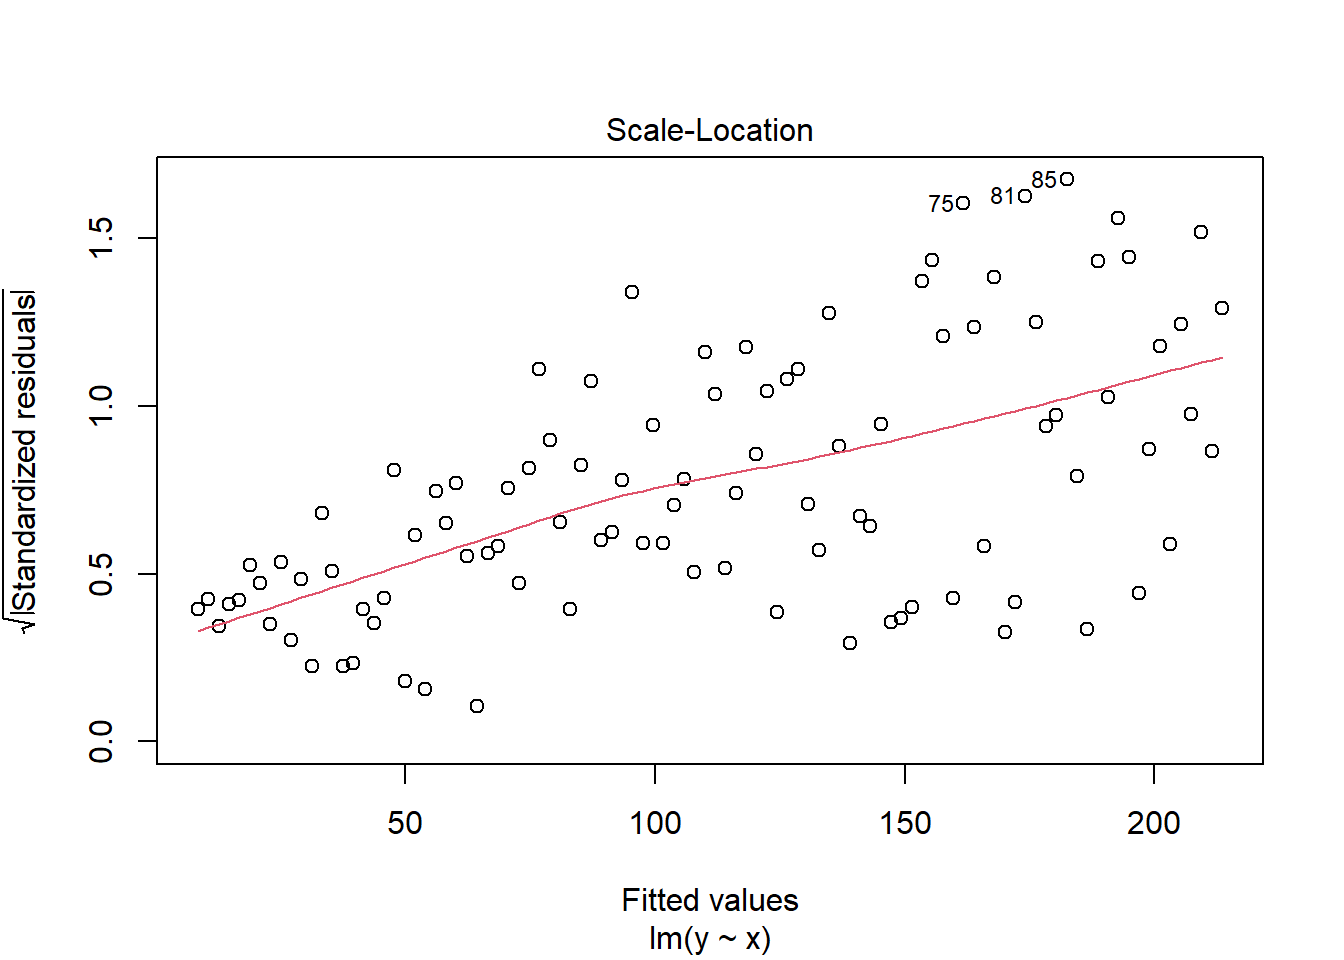 Scale-Location
√|Standardized residuals|
0.0
0.5
1.0
1.5
75
81
85
50
100
150
200
Fitted values
lm(y ~ x)